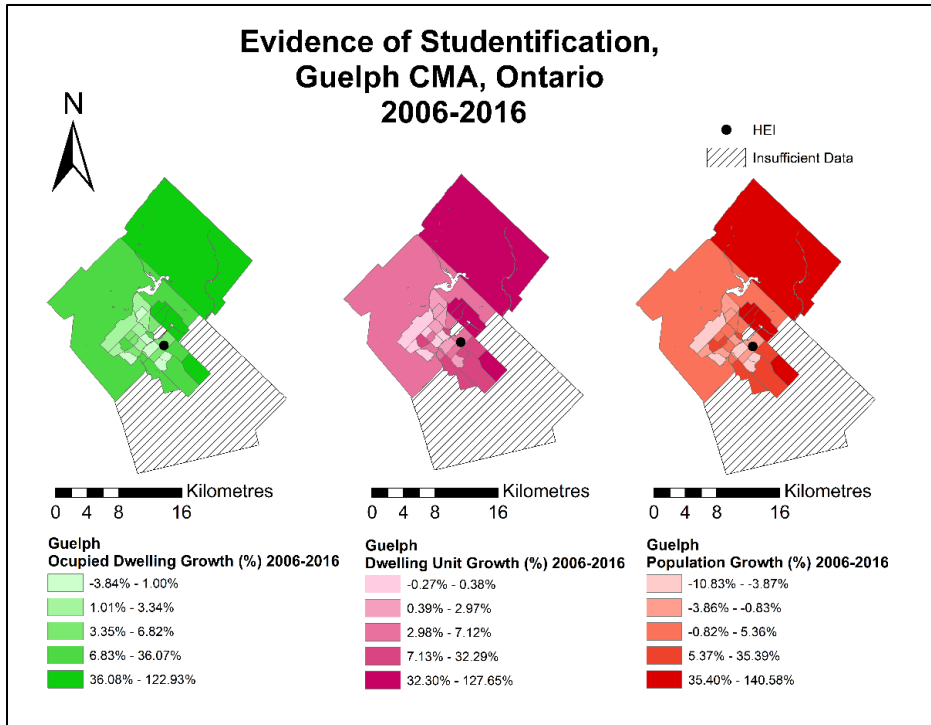 Evidence of Studentification,
Guelph CMA, Ontario
2006-2016
N
HEI
Insufficient Data
Kilometres
0 4 8 16
Kilometres
0 4 8 16
Kilometres
0 4 8 16
Guelph
Ocupied Dwelling Growth (%) 2006-2016
-3.84% - 1.00%
1.01% - 3.34%
3.35% - 6.82%
6.83% - 36.07%
36.08% - 122.93%
Guelph
Dwelling Unit Growth (%) 2006-2016
-0.27% - 0.38%
0.39% - 2.97%
2.98% - 7.12%
7.13% - 32.29%
32.30% - 127.65%
Guelph
Population Growth (%) 2006-2016
-10.83% - -3.87%
-3.86% - -0.83%
-0.82% - 5.36%
5.37% - 35.39%
35.40% - 140.58%